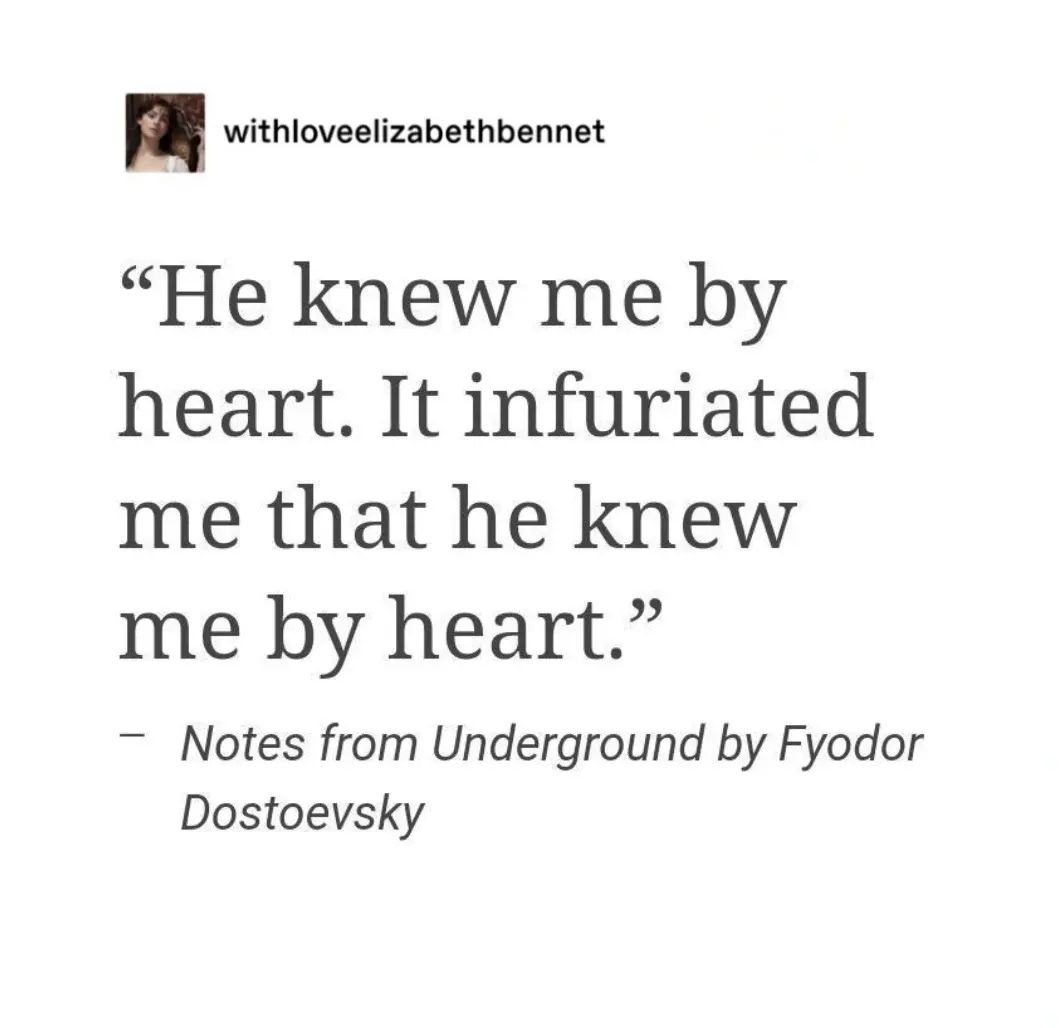 withloveelizabethbennet
“He knew me by
heart. It infuriated
me that he knew
me by heart.”
– Notes from Underground by Fyodor
Dostoevsky